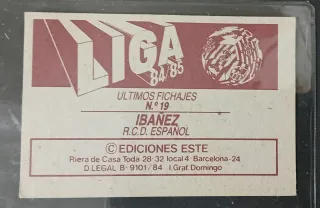 LIGA
84/85
ULTIMOS FICHAJES
N.º 19
IBAÑEZ
R.C.D. ESPAÑOL
© EDICIONES ESTE
Riera de Casa Toda 28-32 local 4 · Barcelona-24
D. LEGAL B-9101/84 I. Graf. Domingo